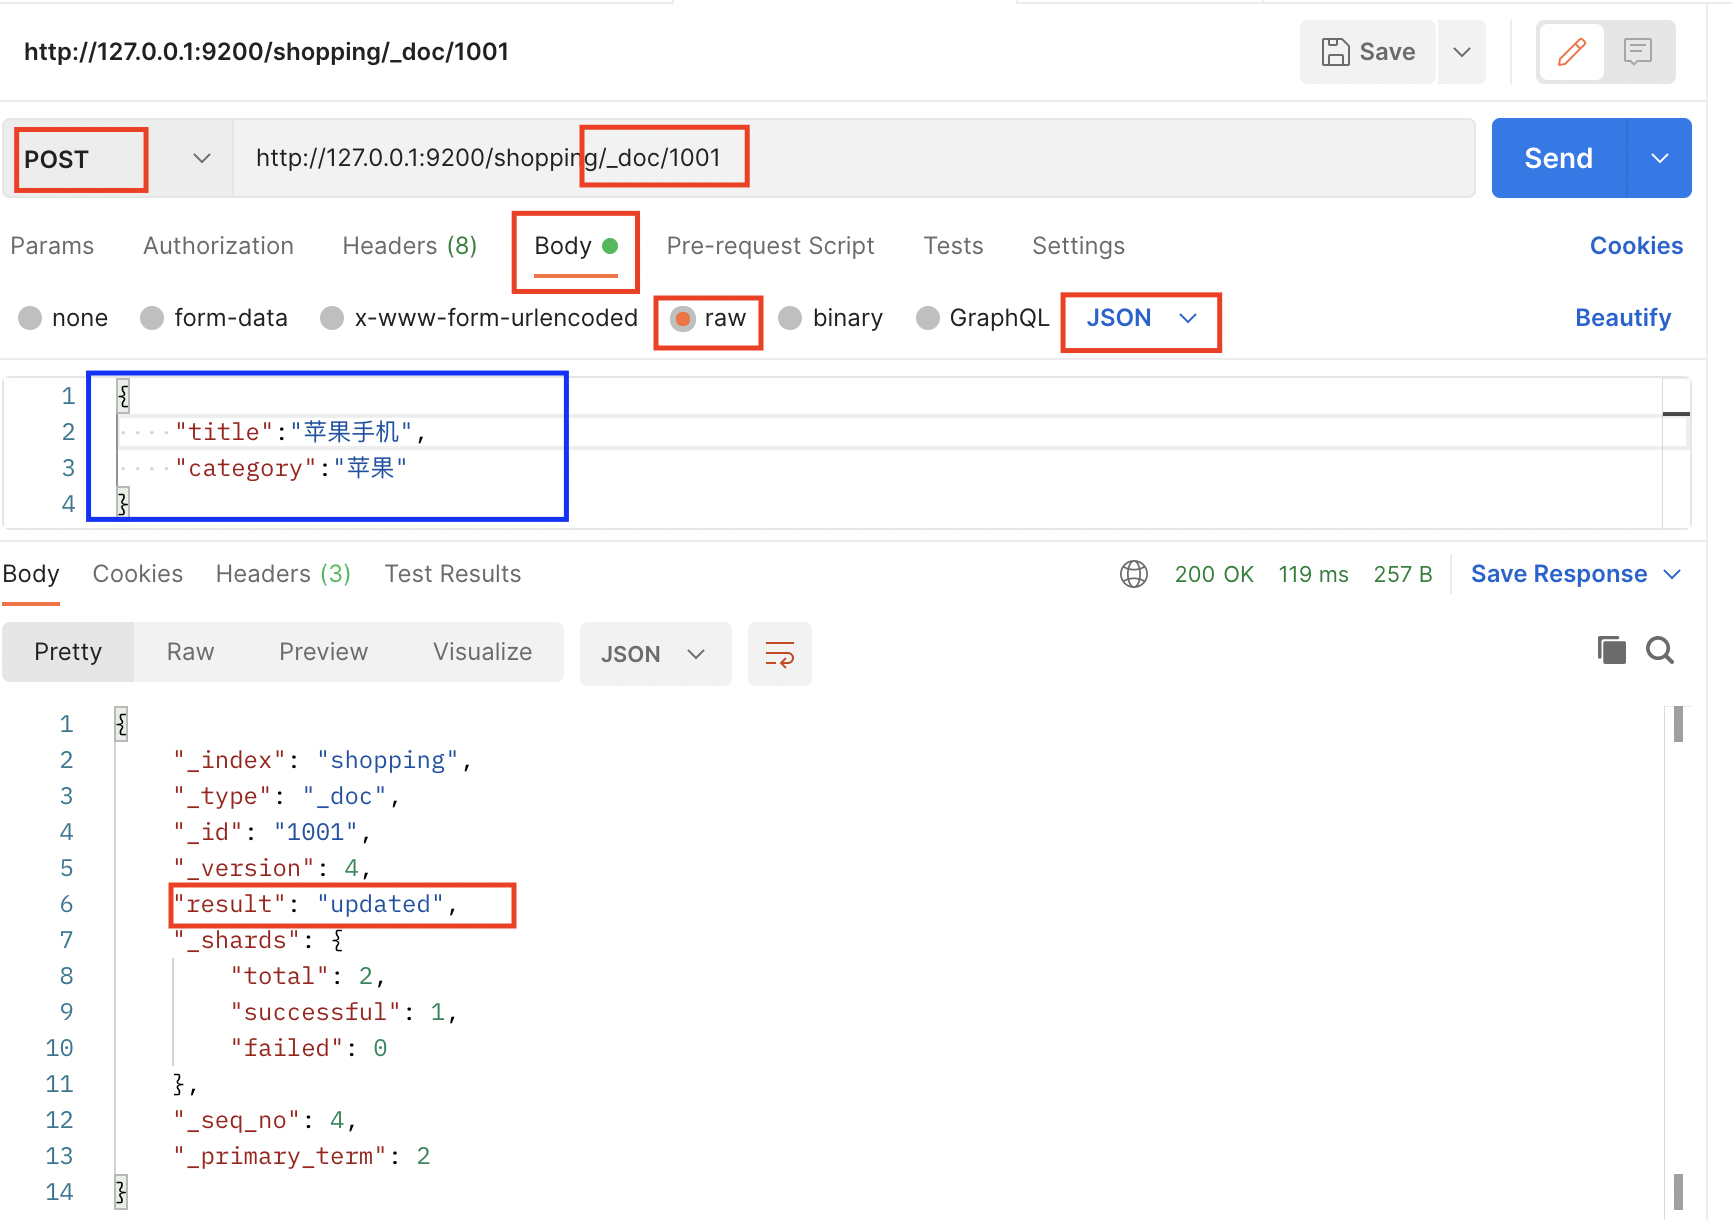 http://127.0.0.1:9200/shopping/_doc/1001
Save
POST http://127.0.0.1:9200/shopping/_doc/1001 Send
Params Authorization Headers (8) Body Pre-request Script Tests Settings Cookies
none form-data x-www-form-urlencoded raw binary GraphQL JSON Beautify
1 {
2 ····"title":"苹果手机",
3 ····"category":"苹果"
4 }
Body Cookies Headers (3) Test Results 200 OK 119 ms 257 B Save Response
Pretty Raw Preview Visualize JSON
1 {
2 "_index": "shopping",
3 "_type": "_doc",
4 "_id": "1001",
5 "_version": 4,
6 "result": "updated",
7 "_shards": {
8 "total": 2,
9 "successful": 1,
10 "failed": 0
11 },
12 "_seq_no": 4,
13 "_primary_term": 2
14 }